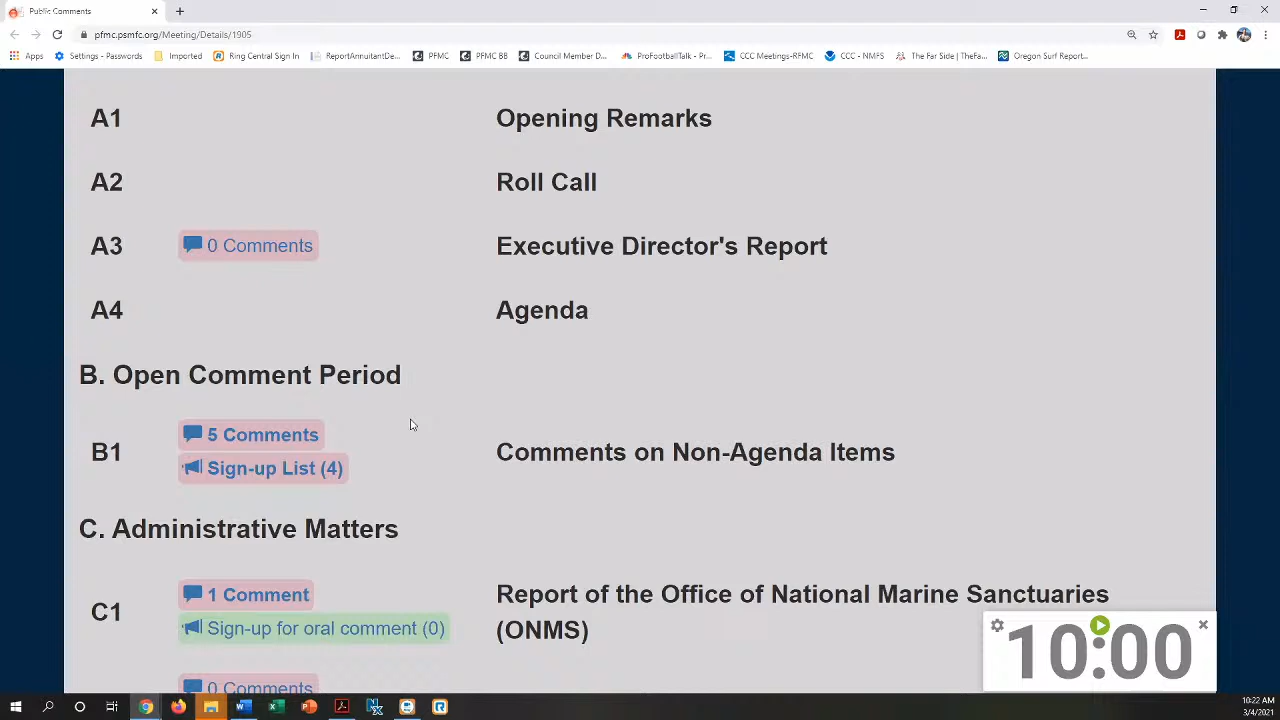 Public Comments
pfmc.psmfc.org/Meeting/Details/1905
Apps Settings - Passwords Imported Ring Central Sign In ReportAnnuitantDe... PFMC PFMC BB Council Member D... ProFootballTalk - Pr... CCC Meetings-RFMC CCC - NMFS The Far Side | TheFa... Oregon Surf Report...
A1 Opening Remarks
A2 Roll Call
A3 0 Comments Executive Director's Report
A4 Agenda
B. Open Comment Period
B1 5 Comments Comments on Non-Agenda Items
Sign-up List (4)
C. Administrative Matters
C1 1 Comment Report of the Office of National Marine Sanctuaries
Sign-up for oral comment (0) (ONMS)
10:00
0 Comments
10:22 AM
3/4/2021